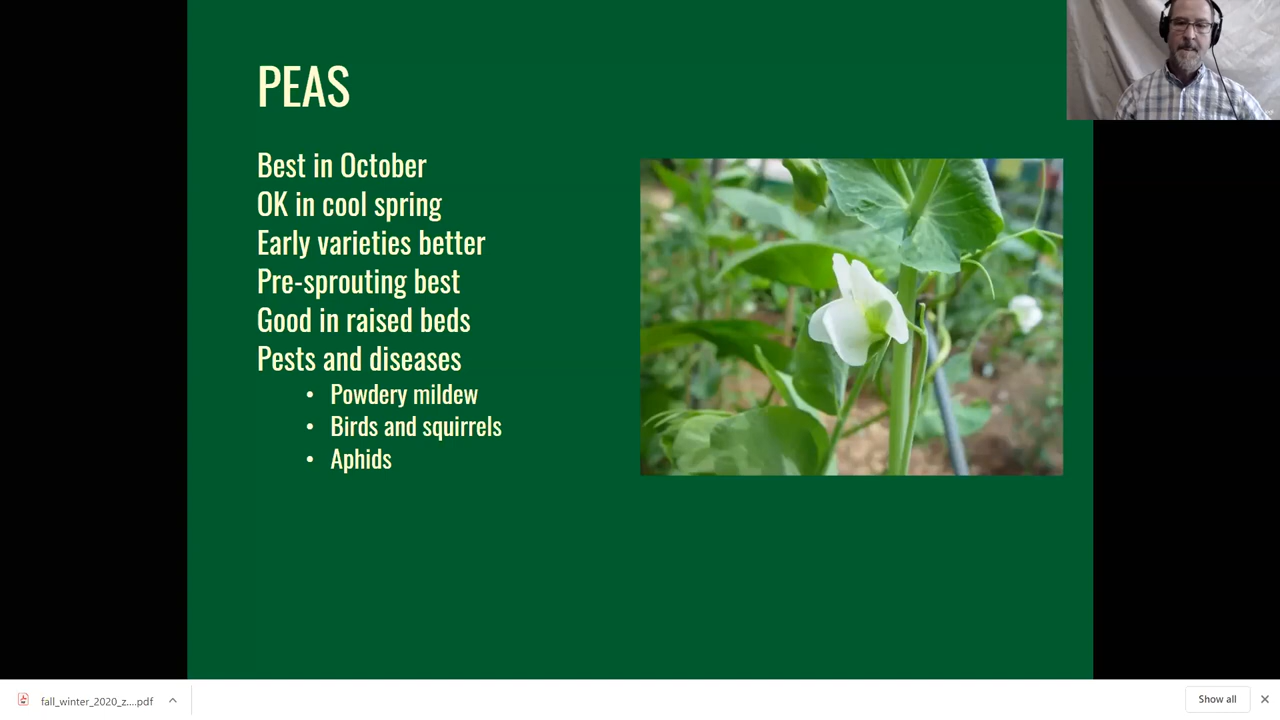 PEAS
Best in October
OK in cool spring
Early varieties better
Pre-sprouting best
Good in raised beds
Pests and diseases
• Powdery mildew
• Birds and squirrels
• Aphids
fall_winter_2020_z....pdf
Show all